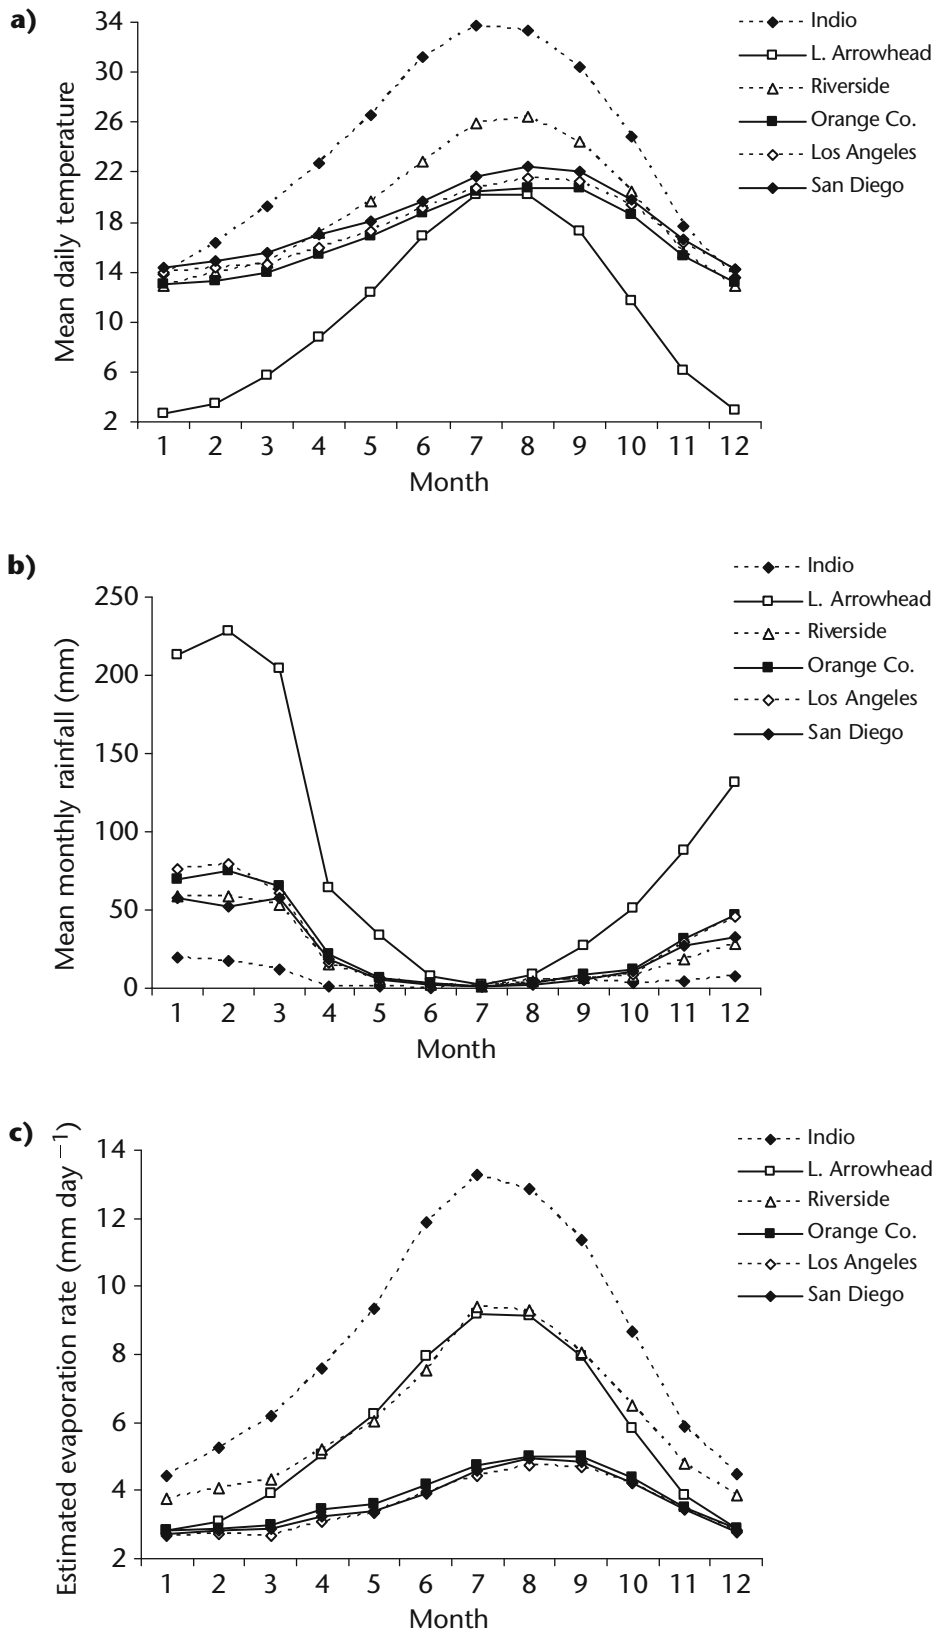 a)
Mean daily temperature
34
30
26
22
18
14
10
6
2
1 2 3 4 5 6 7 8 9 10 11 12
Month
Indio
L. Arrowhead
Riverside
Orange Co.
Los Angeles
San Diego
b)
Mean monthly rainfall (mm)
250
200
150
100
50
0
1 2 3 4 5 6 7 8 9 10 11 12
Month
Indio
L. Arrowhead
Riverside
Orange Co.
Los Angeles
San Diego
c)
Estimated evaporation rate (mm day⁻¹)
14
12
10
8
6
4
2
1 2 3 4 5 6 7 8 9 10 11 12
Month
Indio
L. Arrowhead
Riverside
Orange Co.
Los Angeles
San Diego